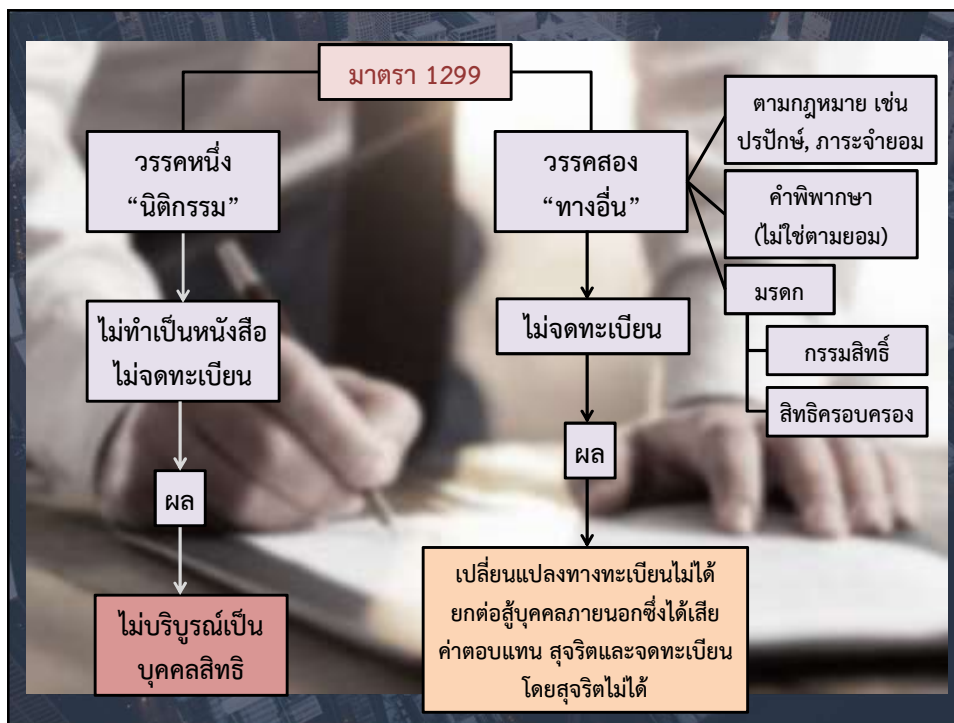 มาตรา 1299
วรรคหนึ่ง
“นิติกรรม”
ไม่ทำเป็นหนังสือ
ไม่จดทะเบียน
ผล
ไม่บริบูรณ์เป็น
บุคคลสิทธิ
วรรคสอง
“ทางอื่น”
ตามกฎหมาย เช่น
ปรปักษ์, ภาระจำยอม
คำพิพากษา
(ไม่ใช่ตามยอม)
มรดก
กรรมสิทธิ์
สิทธิครอบครอง
ไม่จดทะเบียน
ผล
เปลี่ยนแปลงทางทะเบียนไม่ได้
ยกต่อสู้บุคคลภายนอกซึ่งได้เสีย
ค่าตอบแทน สุจริตและจดทะเบียน
โดยสุจริตไม่ได้